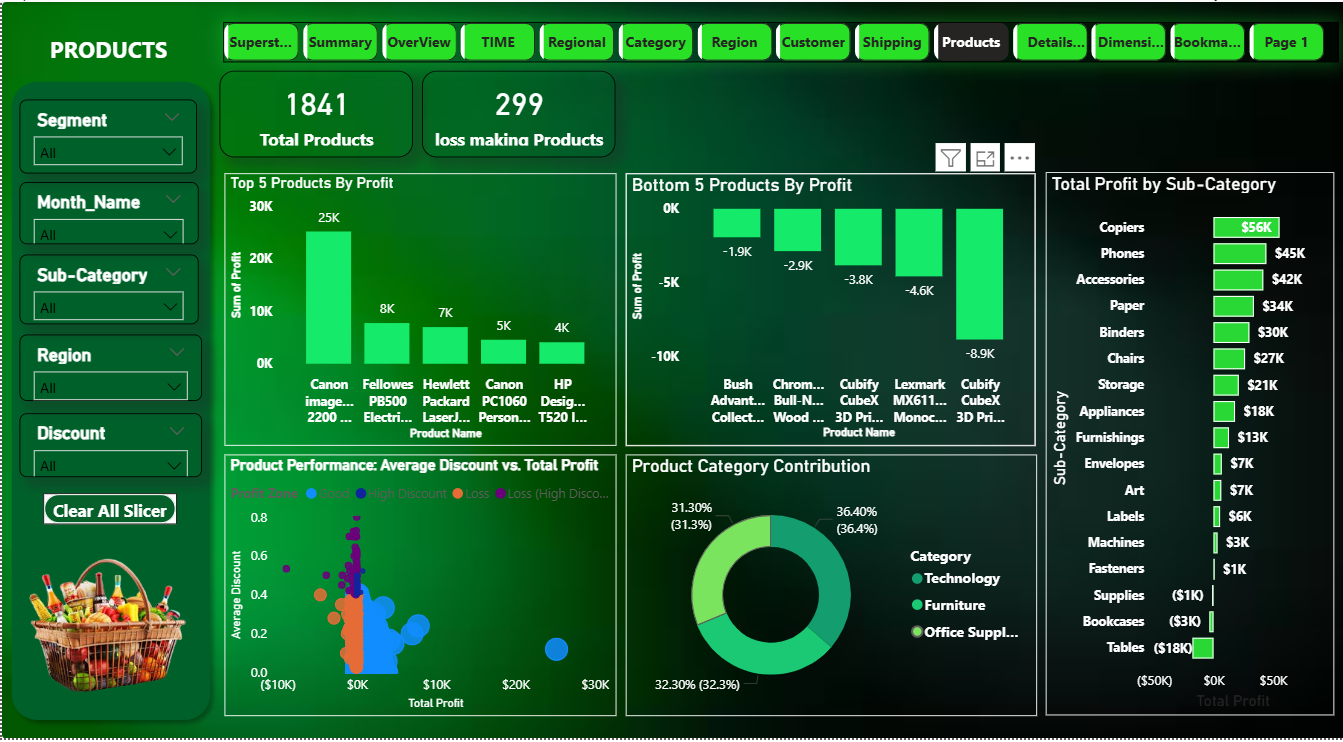 PRODUCTS
Superst...
Summary
OverView
TIME
Regional
Category
Region
Customer
Shipping
Products
Details...
Dimensi...
Bookma...
Page 1
Segment
All
Month_Name
All
Sub-Category
All
Region
All
Discount
All
Clear All Slicer
1841
Total Products
299
loss making Products
Top 5 Products By Profit
Sum of Profit
30K
20K
10K
0K
25K
8K
7K
5K
4K
Canon
image...
2200 ...
Fellowes
PB500
Electri...
Hewlett
Packard
LaserJ...
Canon
PC1060
Person...
HP
Desig...
T520 I...
Product Name
Bottom 5 Products By Profit
Sum of Profit
0K
-5K
-10K
-1.9K
-2.9K
-3.8K
-4.6K
-8.9K
Bush
Advant...
Collect...
Chrom...
Bull-N...
Wood ...
Cubify
CubeX
3D Pri...
Lexmark
MX611...
Monoc...
Cubify
CubeX
3D Pri...
Product Name
Total Profit by Sub-Category
Sub-Category
Copiers $56K
Phones $45K
Accessories $42K
Paper $34K
Binders $30K
Chairs $27K
Storage $21K
Appliances $18K
Furnishings $13K
Envelopes $7K
Art $7K
Labels $6K
Machines $3K
Fasteners $1K
Supplies ($1K)
Bookcases ($3K)
Tables ($18K)
($50K) $0K $50K
Total Profit
Product Performance: Average Discount vs. Total Profit
Profit Zone Good High Discount Loss Loss (High Disco...
Average Discount
0.8
0.6
0.4
0.2
0.0
($10K) $0K $10K $20K $30K
Total Profit
Product Category Contribution
31.30%
(31.3%)
36.40%
(36.4%)
32.30% (32.3%)
Category
Technology
Furniture
Office Suppl...